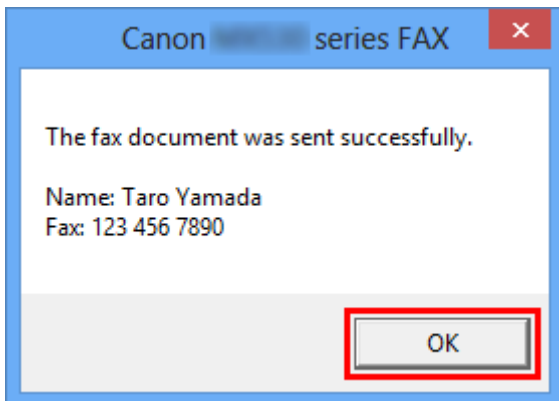 Canon series FAX
The fax document was sent successfully.
Name: Taro Yamada
Fax: 123 456 7890
OK